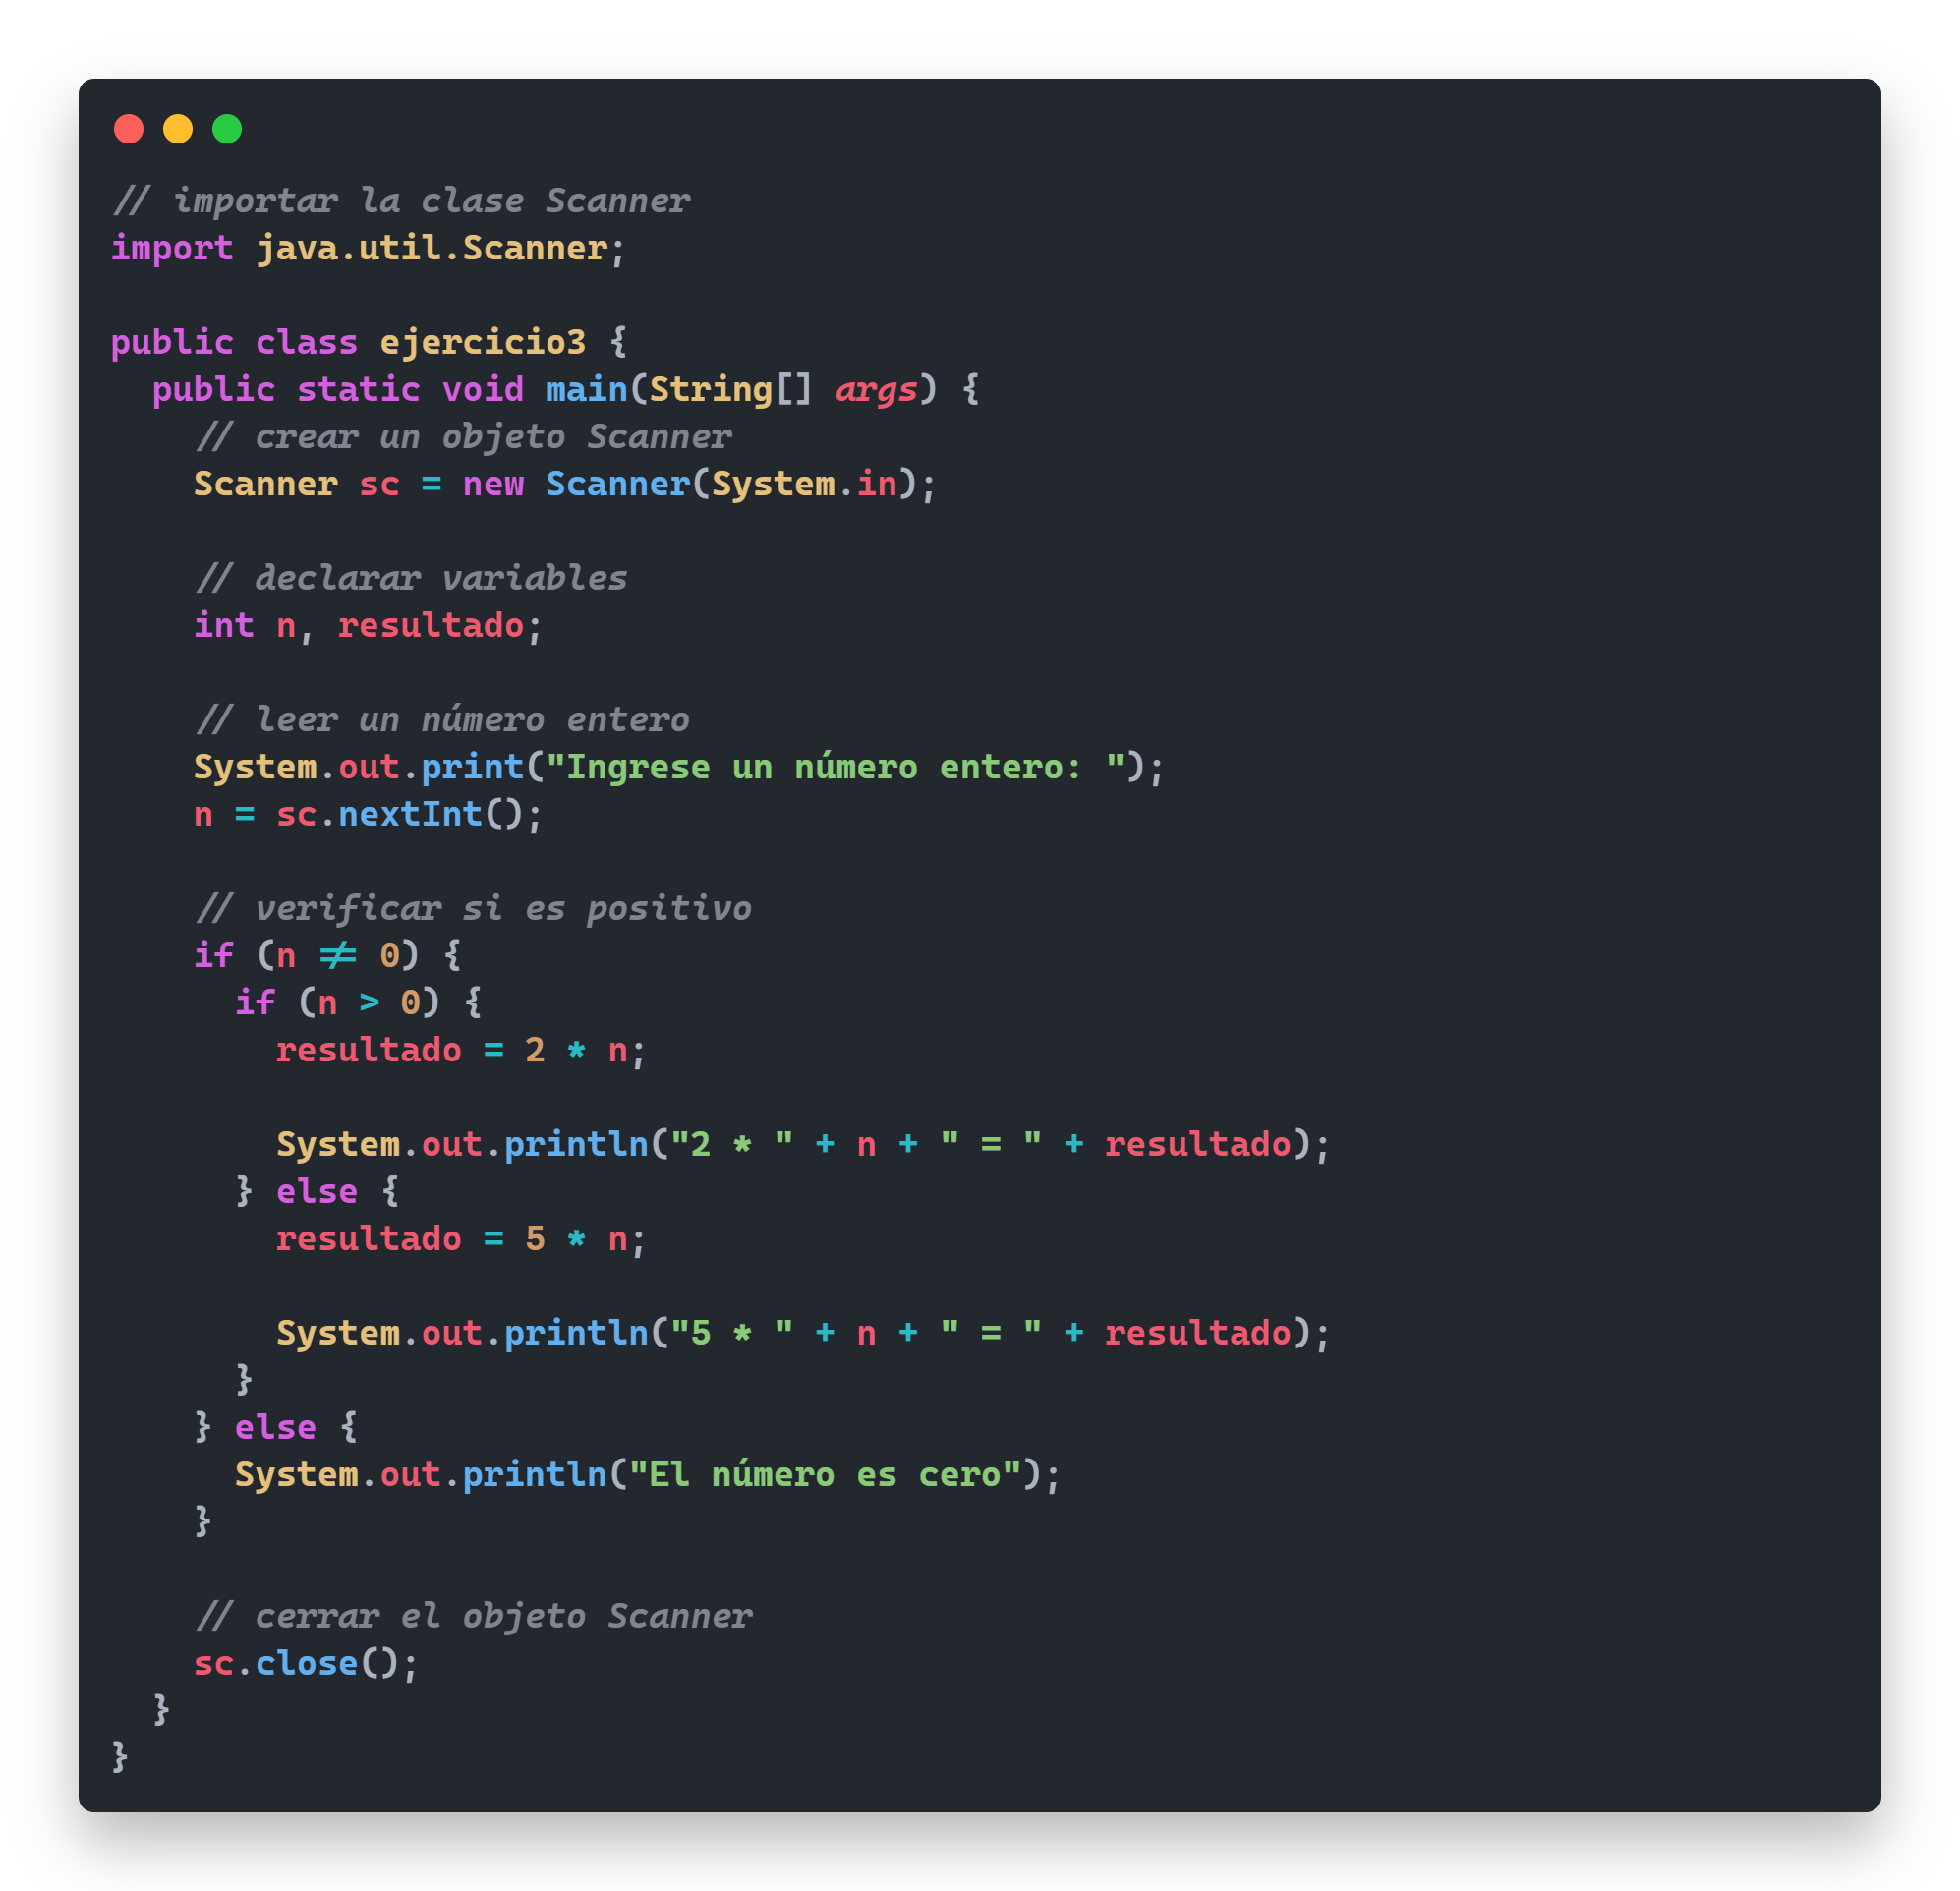 // importar la clase Scanner
import java.util.Scanner;

public class ejercicio3 {
  public static void main(String[] args) {
    // crear un objeto Scanner
    Scanner sc = new Scanner(System.in);

    // declarar variables
    int n, resultado;

    // leer un número entero
    System.out.print("Ingrese un número entero: ");
    n = sc.nextInt();

    // verificar si es positivo
    if (n != 0) {
      if (n > 0) {
        resultado = 2 * n;

        System.out.println("2 * " + n + " = " + resultado);
      } else {
        resultado = 5 * n;

        System.out.println("5 * " + n + " = " + resultado);
      }
    } else {
      System.out.println("El número es cero");
    }

    // cerrar el objeto Scanner
    sc.close();
  }
}